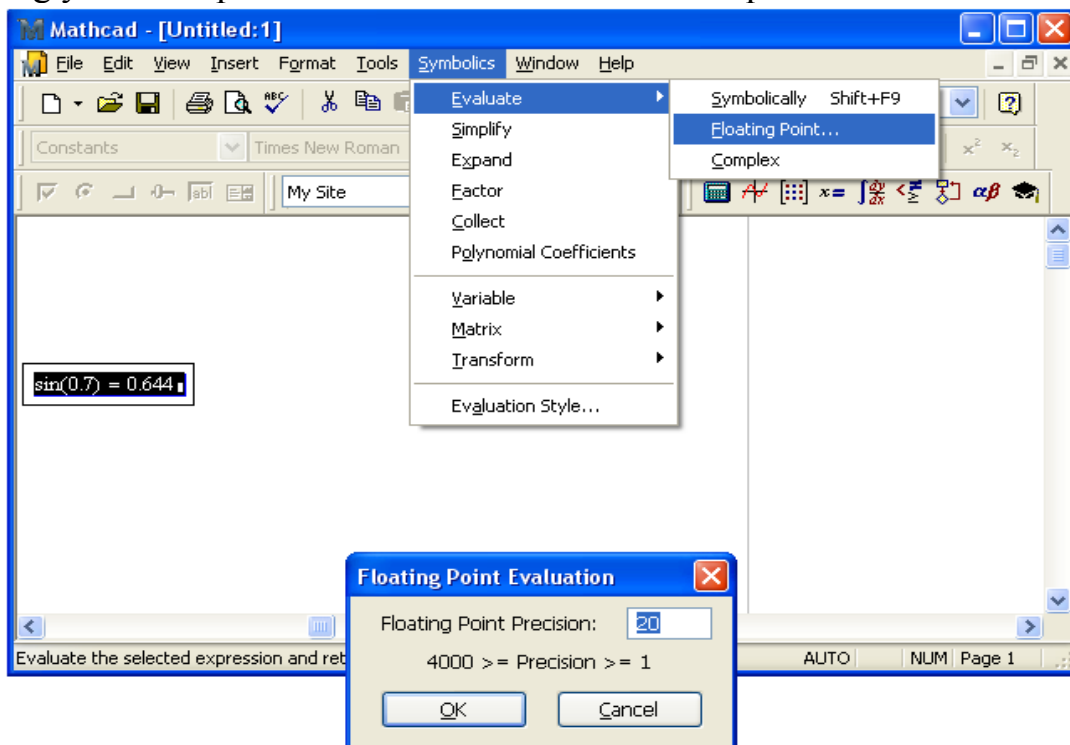 Mathcad - [Untitled:1]
File Edit View Insert Format Tools Symbolics Window Help
Evaluate
Symbolically Shift+F9
Floating Point...
Complex
Simplify
Expand
Factor
Collect
Polynomial Coefficients
Variable
Matrix
Transform
Evaluation Style...
Constants Times New Roman x² x₂
My Site x= αβ
sin(0.7) = 0.644
Floating Point Evaluation
Floating Point Precision: 20
4000 >= Precision >= 1
OK Cancel
Evaluate the selected expression and ret AUTO NUM Page 1